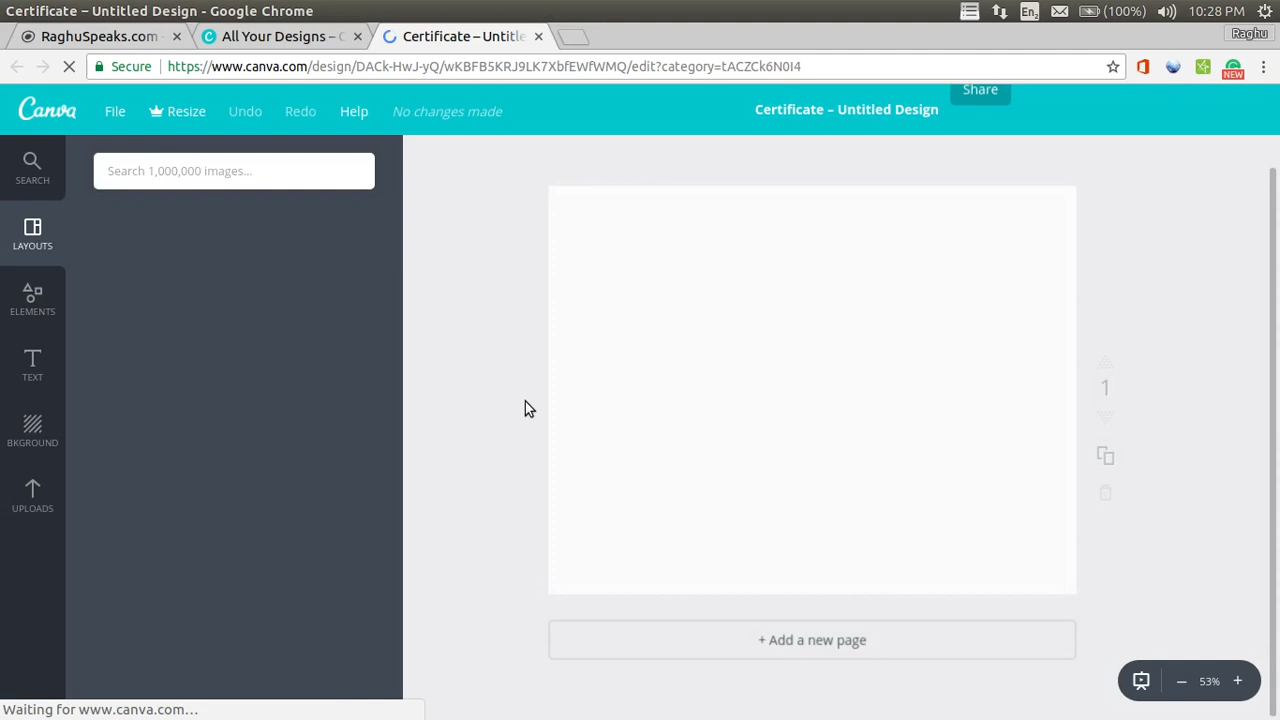 Certificate – Untitled Design - Google Chrome
En2
(100%)
10:28 PM
RaghuSpeaks.com
All Your Designs – C
Certificate – Untitle
Raghu
Secure
https://www.canva.com/design/DACk-HwJ-yQ/wKBFB5KRJ9LK7XbfEWfWMQ/edit?category=tACZCk6N0I4
NEW
Canva
File
Resize
Undo
Redo
Help
No changes made
Certificate – Untitled Design
Share
SEARCH
Search 1,000,000 images...
LAYOUTS
ELEMENTS
TEXT
BKGROUND
UPLOADS
1
+ Add a new page
53%
Waiting for www.canva.com...